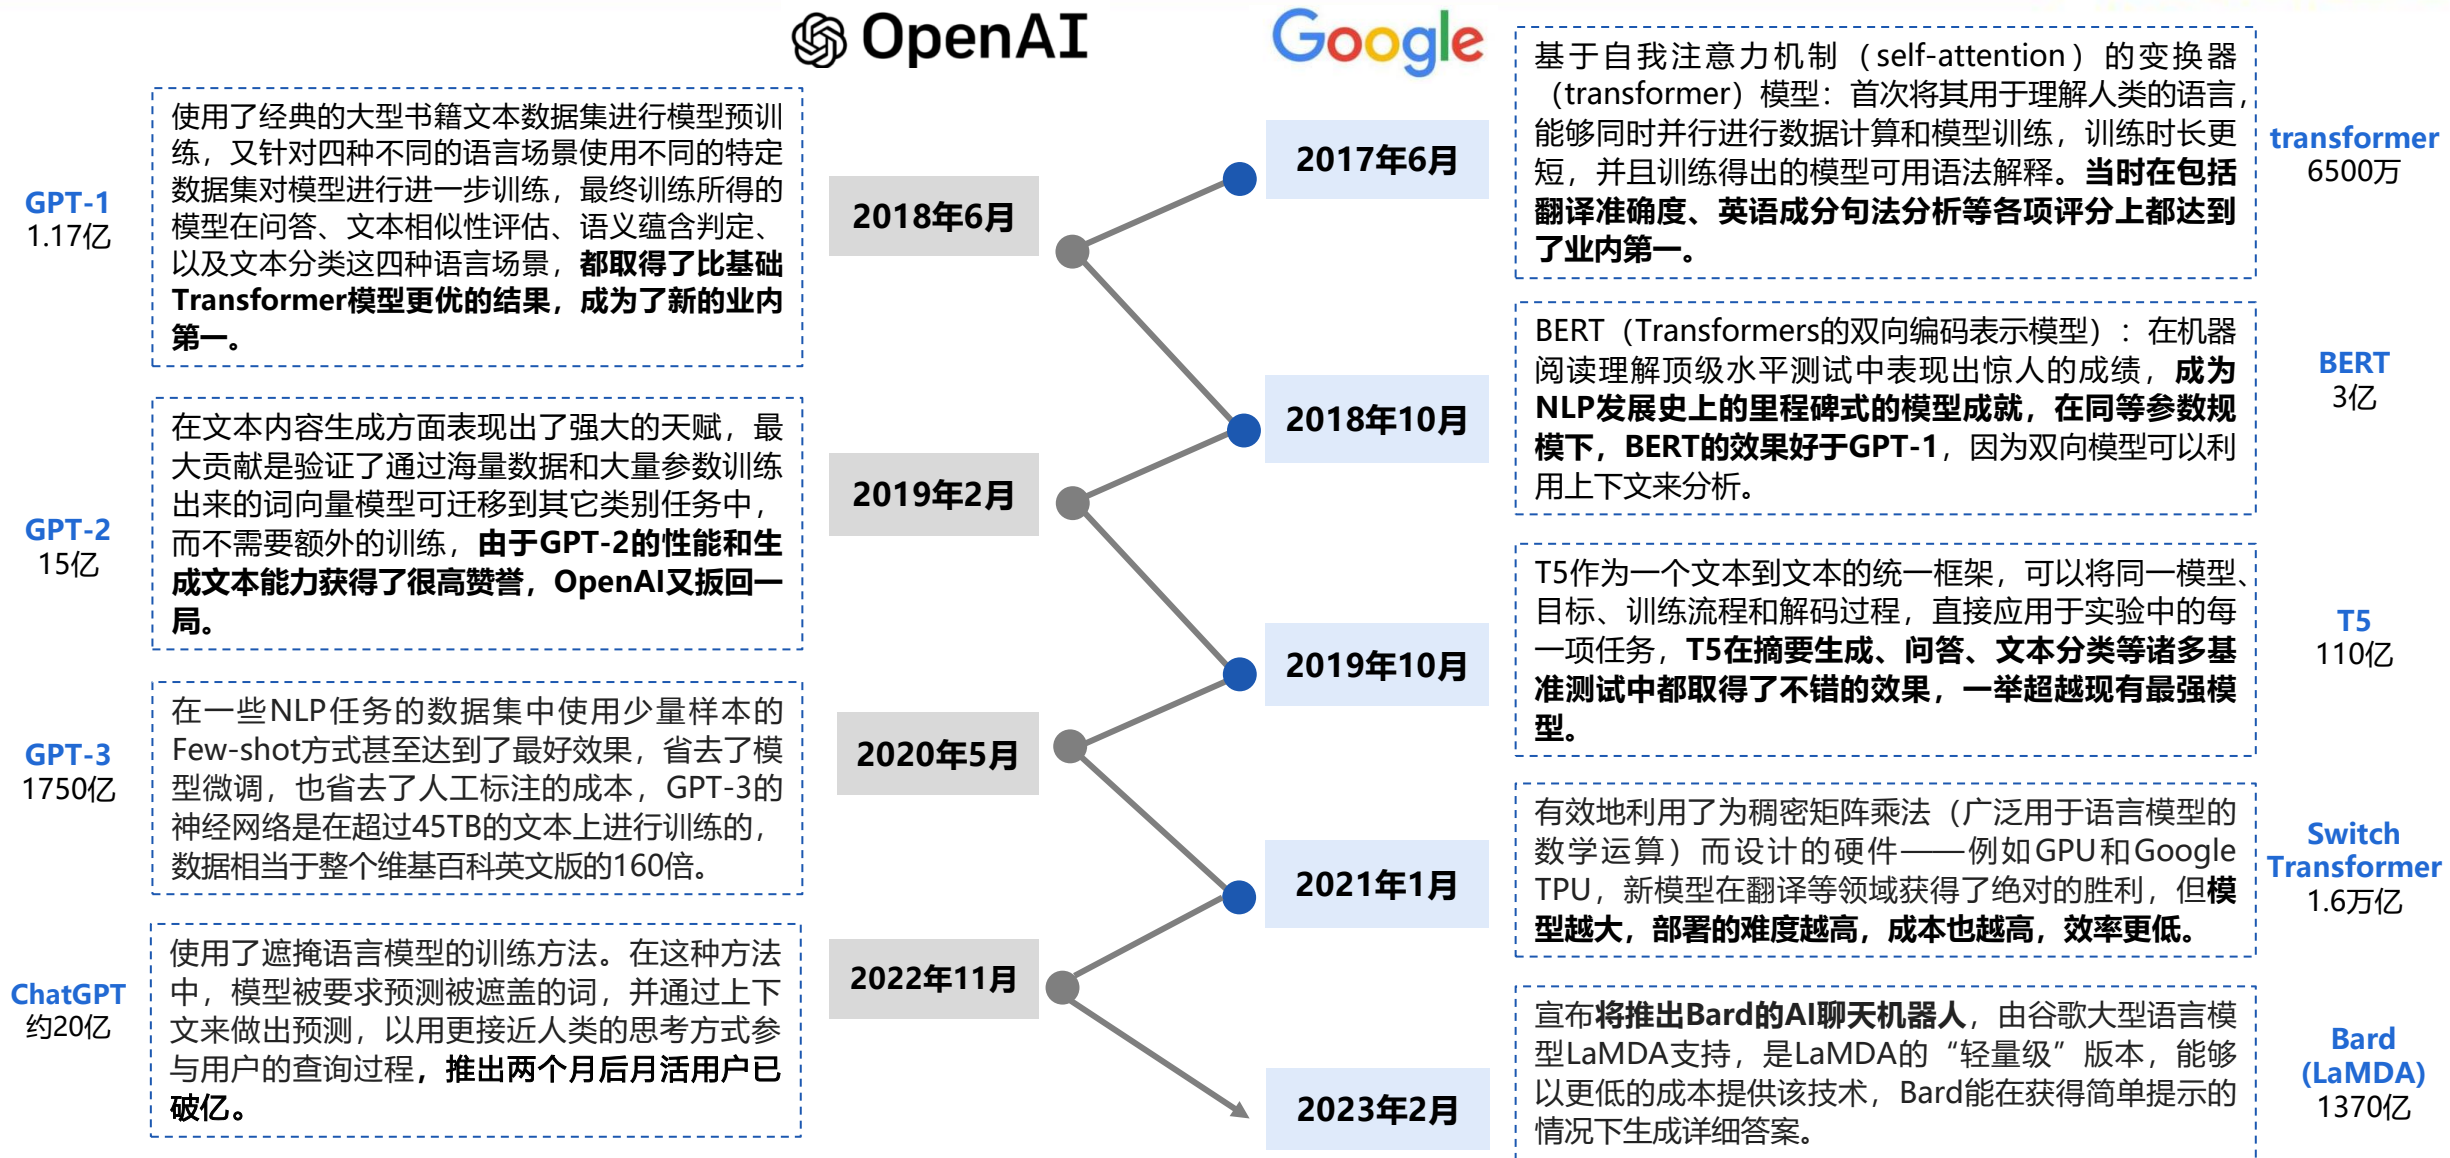 OpenAI
Google
GPT-1
1.17亿
使用了经典的大型书籍文本数据集进行模型预训
练，又针对四种不同的语言场景使用不同的特定
数据集对模型进行进一步训练，最终训练所得的
模型在问答、文本相似性评估、语义蕴含判定、
以及文本分类这四种语言场景，都取得了比基础
Transformer模型更优的结果，成为了新的业内
第一。
2018年6月
2017年6月
基于自我注意力机制（self-attention）的变换器
（transformer）模型：首次将其用于理解人类的语言，
能够同时并行进行数据计算和模型训练，训练时长更
短，并且训练得出的模型可用语法解释。当时在包括
翻译准确度、英语成分句法分析等各项评分上都达到
了业内第一。
transformer
6500万
BERT（Transformers的双向编码表示模型）：在机器
阅读理解顶级水平测试中表现出惊人的成绩，成为
NLP发展史上的里程碑式的模型成就，在同等参数规
模下，BERT的效果好于GPT-1，因为双向模型可以利
用上下文来分析。
2018年10月
BERT
3亿
GPT-2
15亿
在文本内容生成方面表现出了强大的天赋，最
大贡献是验证了通过海量数据和大量参数训练
出来的词向量模型可迁移到其它类别任务中，
而不需要额外的训练，由于GPT-2的性能和生
成文本能力获得了很高赞誉，OpenAI又扳回一
局。
2019年2月
2019年10月
T5作为一个文本到文本的统一框架，可以将同一模型、
目标、训练流程和解码过程，直接应用于实验中的每
一项任务，T5在摘要生成、问答、文本分类等诸多基
准测试中都取得了不错的效果，一举超越现有最强模
型。
T5
110亿
GPT-3
1750亿
在一些NLP任务的数据集中使用少量样本的
Few-shot方式甚至达到了最好效果，省去了模
型微调，也省去了人工标注的成本，GPT-3的
神经网络是在超过45TB的文本上进行训练的，
数据相当于整个维基百科英文版的160倍。
2020年5月
2021年1月
有效地利用了为稠密矩阵乘法（广泛用于语言模型的
数学运算）而设计的硬件——例如GPU和Google
TPU，新模型在翻译等领域获得了绝对的胜利，但模
型越大，部署的难度越高，成本也越高，效率更低。
Switch
Transformer
1.6万亿
ChatGPT
约20亿
使用了遮掩语言模型的训练方法。在这种方法
中，模型被要求预测被遮盖的词，并通过上下
文来做出预测，以用更接近人类的思考方式参
与用户的查询过程，推出两个月后月活用户已
破亿。
2022年11月
2023年2月
宣布将推出Bard的AI聊天机器人，由谷歌大型语言模
型LaMDA支持，是LaMDA的“轻量级”版本，能够
以更低的成本提供该技术，Bard能在获得简单提示的
情况下生成详细答案。
Bard
(LaMDA)
1370亿